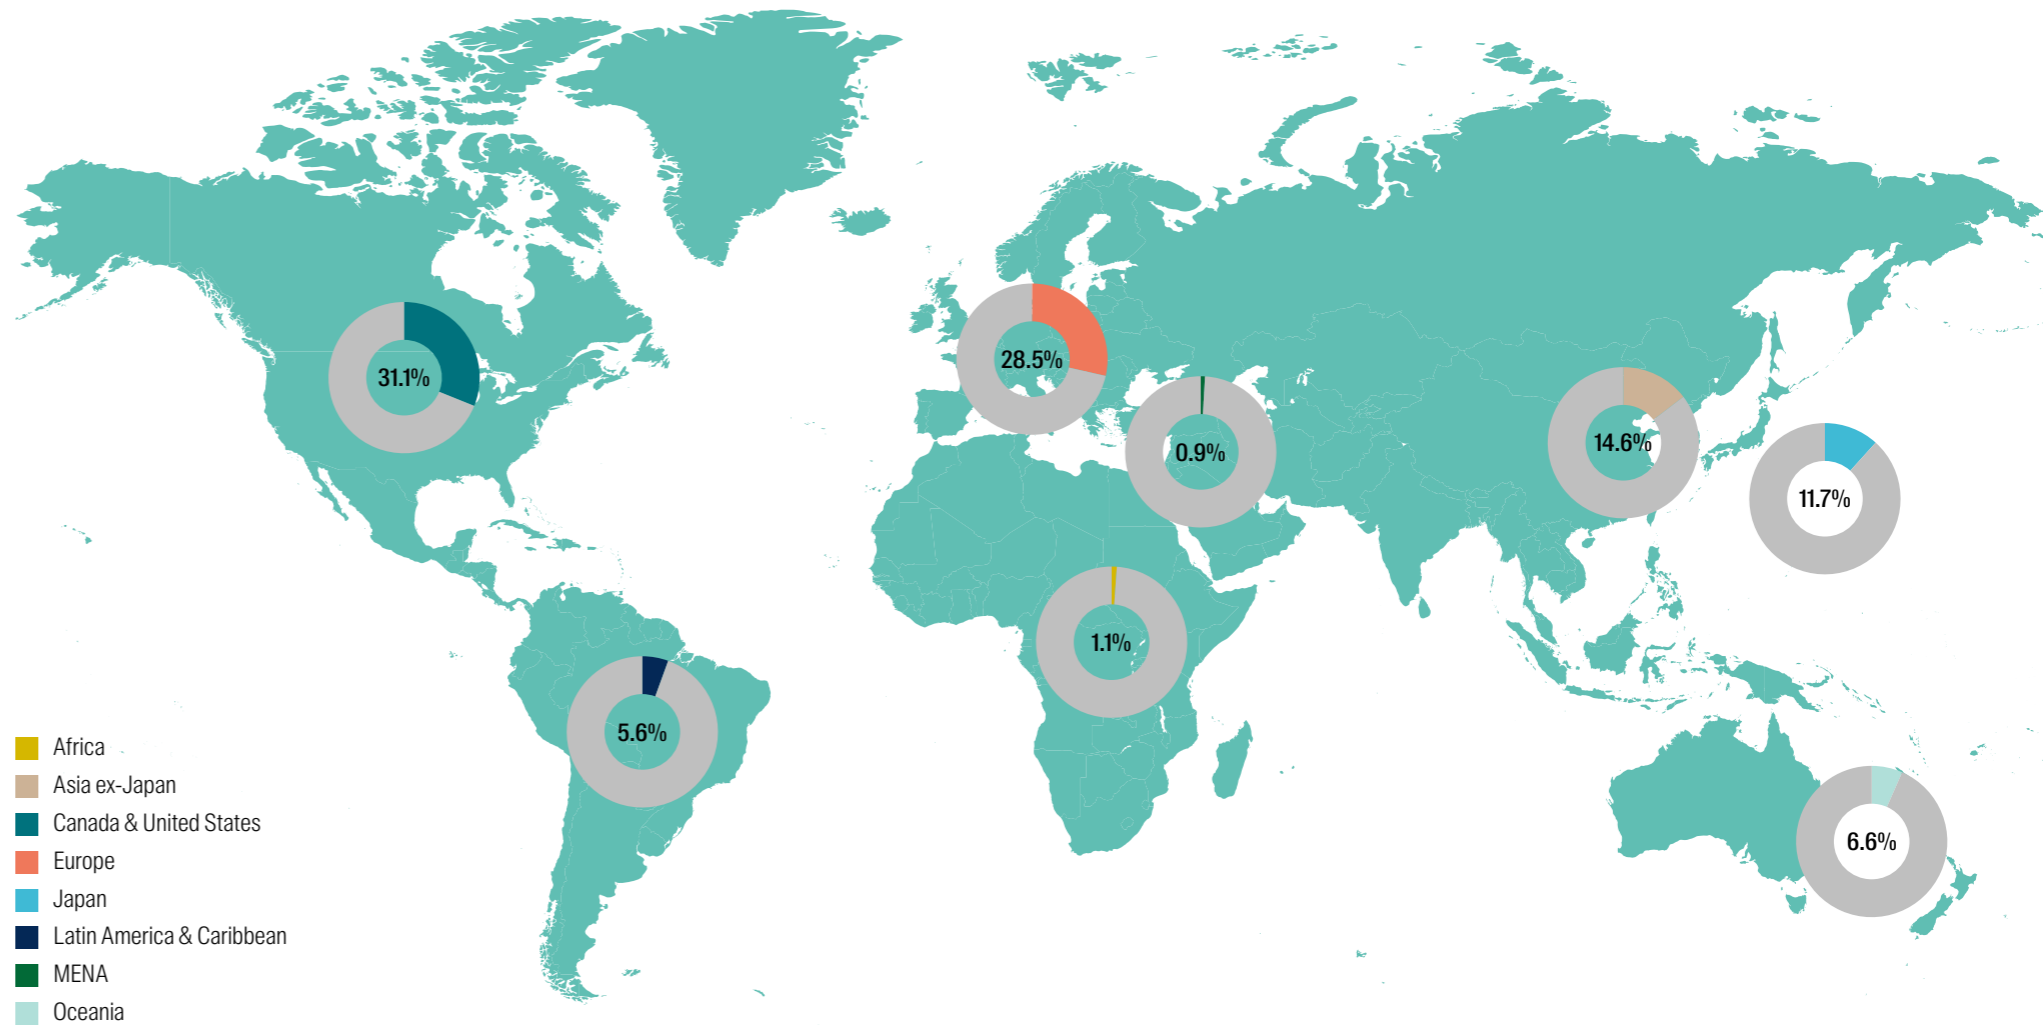 28.5%
31.1%
0.9%
14.6%
11.7%
1.1%
5.6%
6.6%
Africa
Asia ex-Japan
Canada & United States
Europe
Japan
Latin America & Caribbean
MENA
Oceania